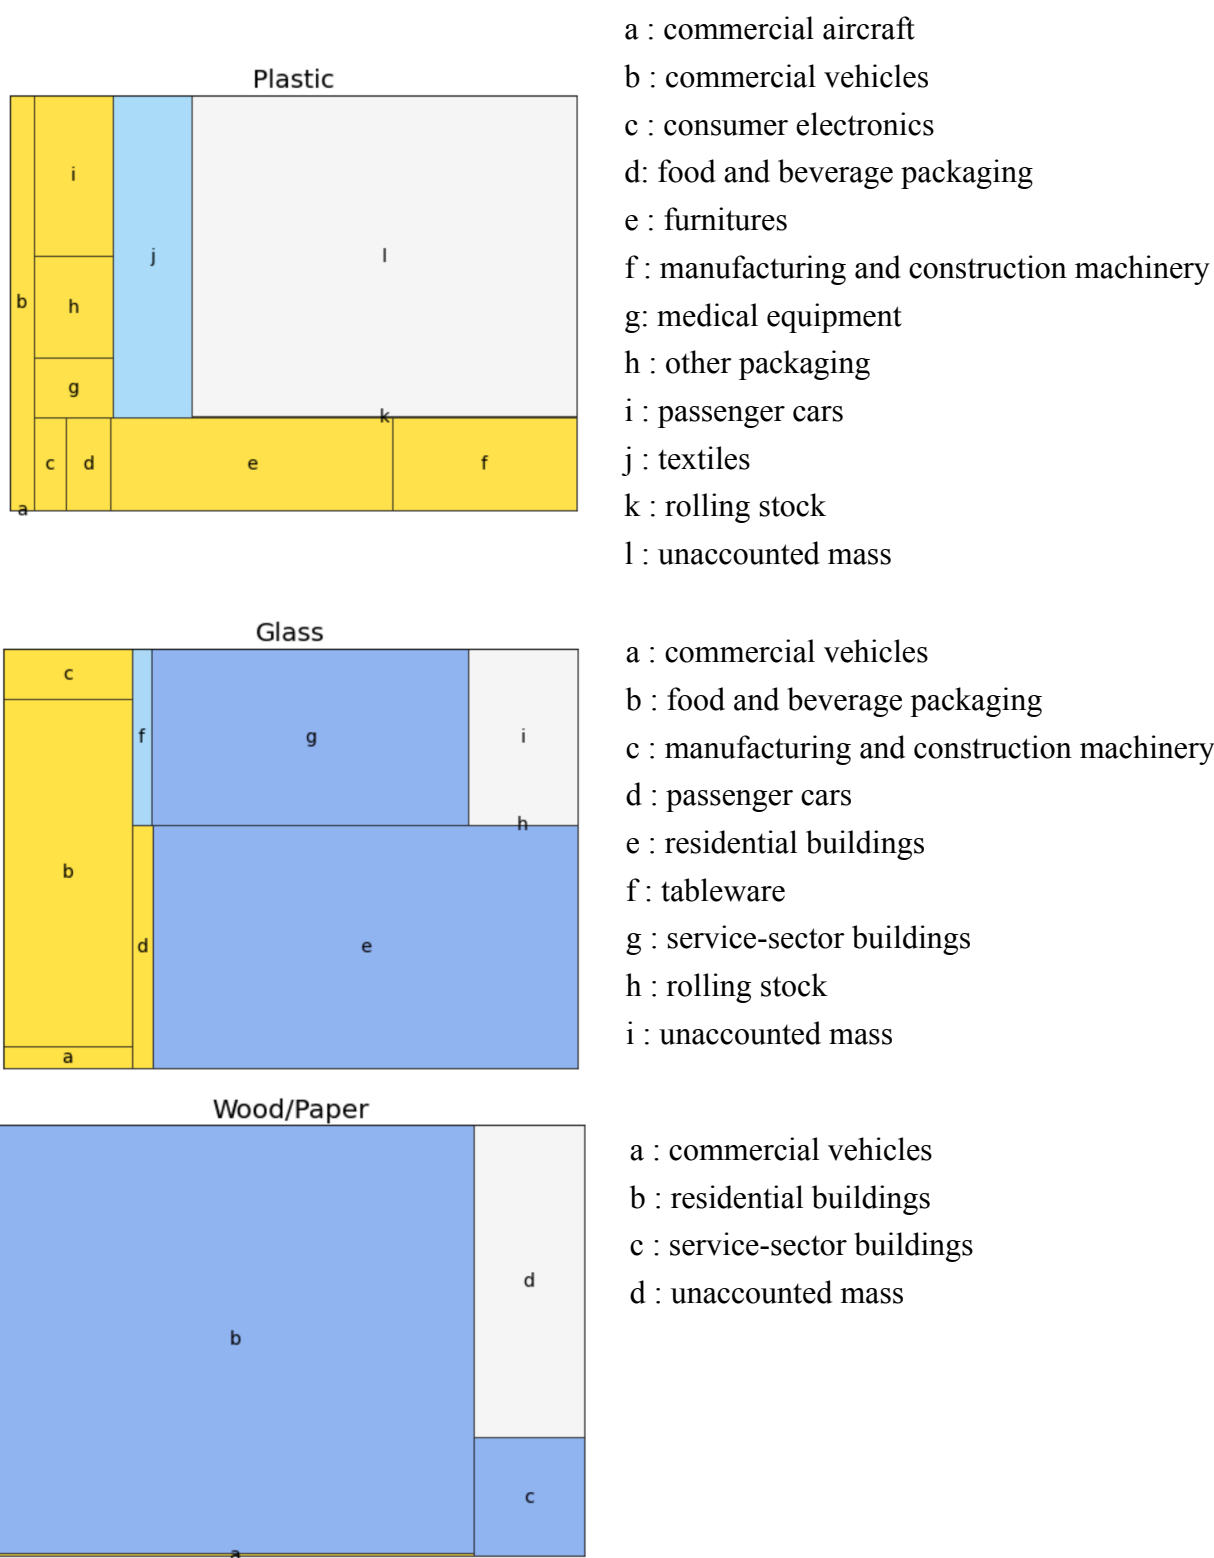 Plastic
i
j
l
b
h
g
k
c
d
e
f
a
a : commercial aircraft
b : commercial vehicles
c : consumer electronics
d: food and beverage packaging
e : furnitures
f : manufacturing and construction machinery
g: medical equipment
h : other packaging
i : passenger cars
j : textiles
k : rolling stock
l : unaccounted mass
Glass
c
f
g
i
h
b
d
e
a
a : commercial vehicles
b : food and beverage packaging
c : manufacturing and construction machinery
d : passenger cars
e : residential buildings
f : tableware
g : service-sector buildings
h : rolling stock
i : unaccounted mass
Wood/Paper
d
b
c
a
a : commercial vehicles
b : residential buildings
c : service-sector buildings
d : unaccounted mass